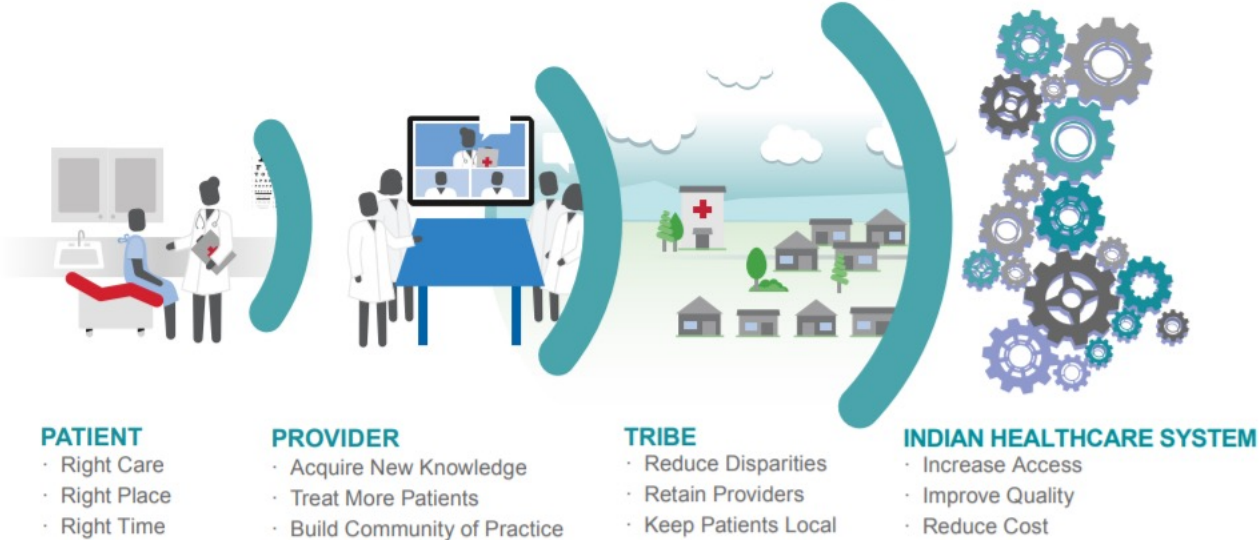 PATIENT
· Right Care
· Right Place
· Right Time
PROVIDER
· Acquire New Knowledge
· Treat More Patients
· Build Community of Practice
TRIBE
· Reduce Disparities
· Retain Providers
· Keep Patients Local
INDIAN HEALTHCARE SYSTEM
· Increase Access
· Improve Quality
· Reduce Cost